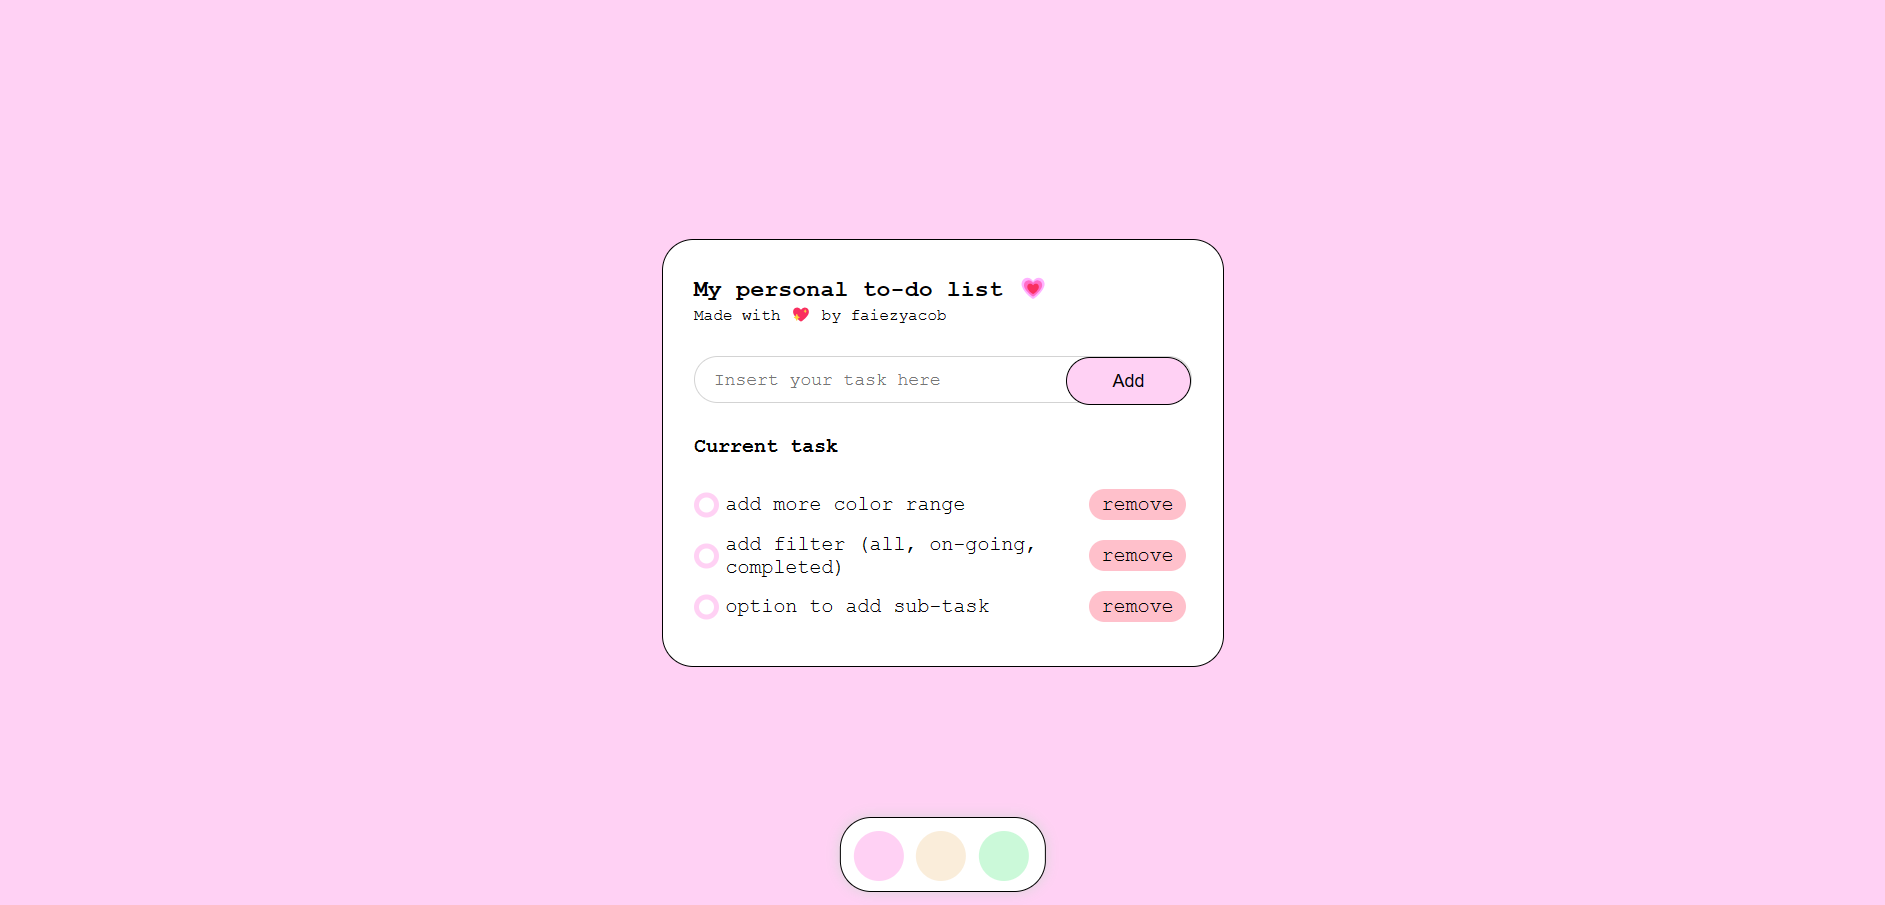 My personal to-do list 💗
Made with 💖 by faiezyacob
Insert your task here
Add
Current task
add more color range
remove
add filter (all, on-going,
completed)
remove
option to add sub-task
remove